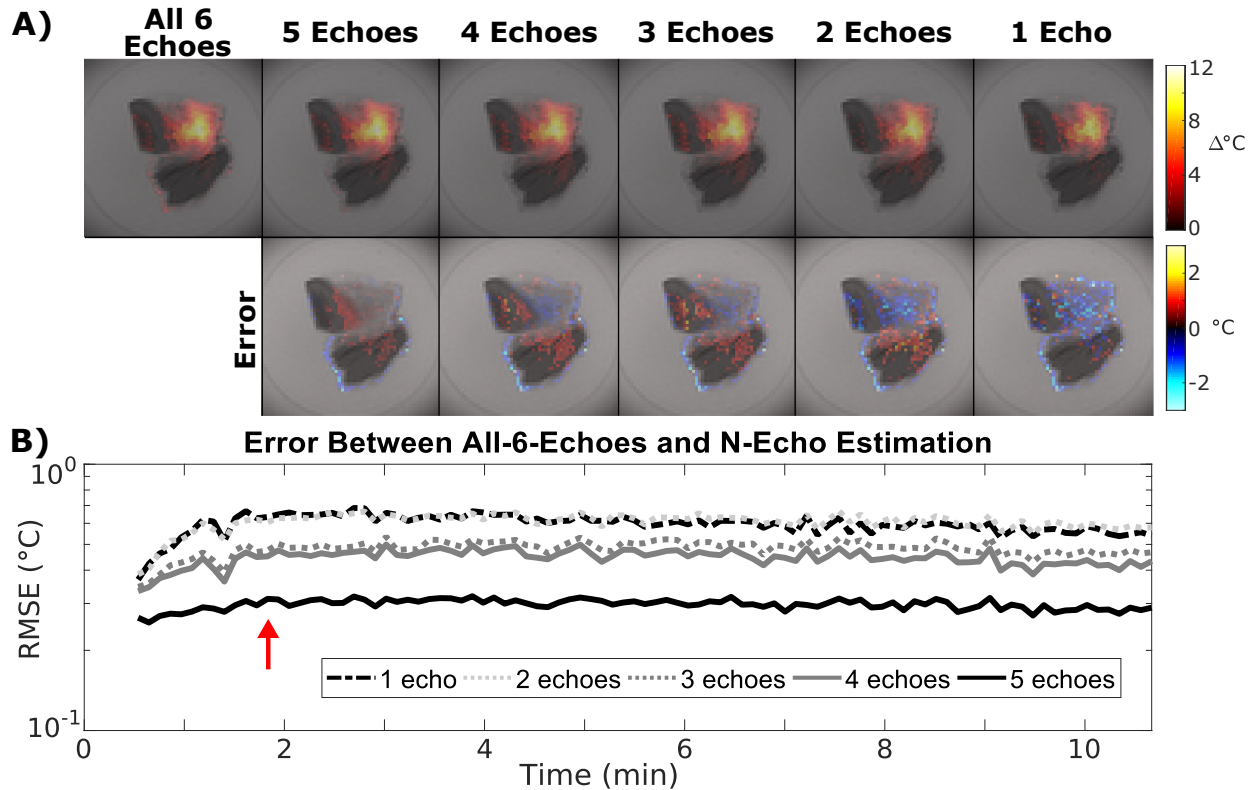 A)
All 6
Echoes
5 Echoes
4 Echoes
3 Echoes
2 Echoes
1 Echo
12
8
Δ°C
4
0
Error
2
0 °C
-2
B)
Error Between All-6-Echoes and N-Echo Estimation
10⁰
RMSE (°C)
1 echo 2 echoes 3 echoes 4 echoes 5 echoes
10⁻¹
0 2 4 6 8 10
Time (min)